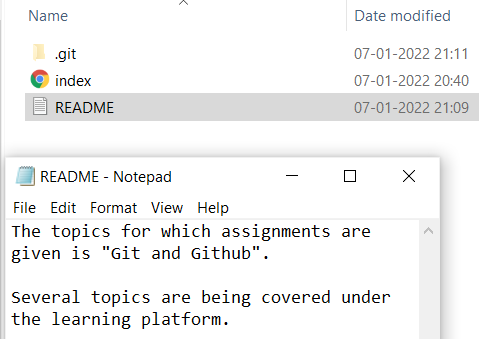 Name Date modified
.git 07-01-2022 21:11
index 07-01-2022 20:40
README 07-01-2022 21:09
README - Notepad
File Edit Format View Help
The topics for which assignments are
given is "Git and Github".
Several topics are being covered under
the learning platform.